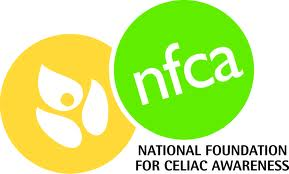 nfca
NATIONAL FOUNDATION
FOR CELIAC AWARENESS